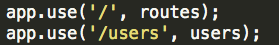 app.use('/', routes);
app.use('/users', users);